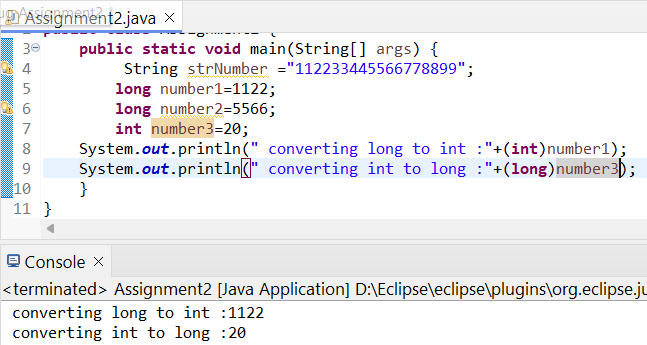 Assignment2.java
public class Assignment2 {
3 public static void main(String[] args) {
4 String strNumber ="112233445566778899";
5 long number1=1122;
6 long number2=5566;
7 int number3=20;
8 System.out.println(" converting long to int :"+(int)number1);
9 System.out.println(" converting int to long :"+(long)number3);
10 }
11 }
Console
<terminated> Assignment2 [Java Application] D:\Eclipse\eclipse\plugins\org.eclipse.ju
converting long to int :1122
converting int to long :20